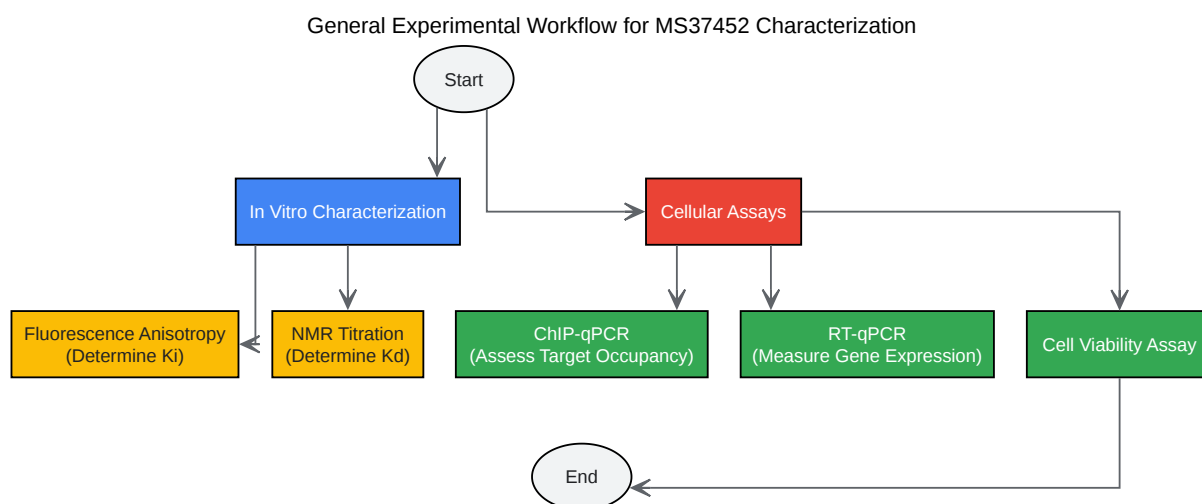 General Experimental Workflow for MS37452 Characterization
Start
In Vitro Characterization
Cellular Assays
Fluorescence Anisotropy
(Determine Ki)
NMR Titration
(Determine Kd)
ChIP-qPCR
(Assess Target Occupancy)
RT-qPCR
(Measure Gene Expression)
Cell Viability Assay
End